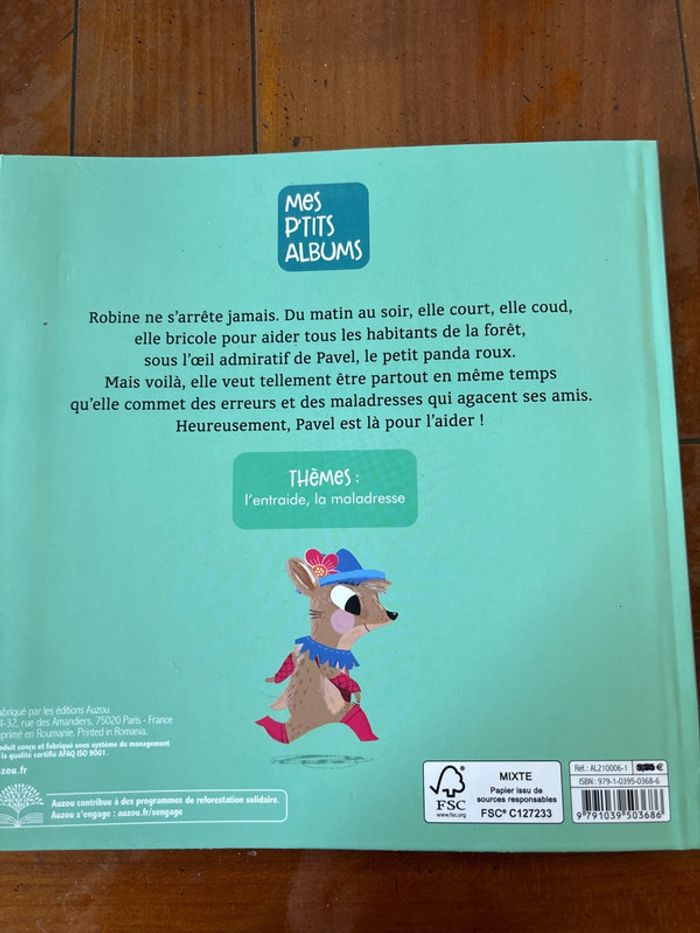 Mes
P'TITS
ALBUMS
Robine ne s'arrête jamais. Du matin au soir, elle court, elle coud,
elle bricole pour aider tous les habitants de la forêt,
sous l'œil admiratif de Pavel, le petit panda roux.
Mais voilà, elle veut tellement être partout en même temps
qu'elle commet des erreurs et des maladresses qui agacent ses amis.
Heureusement, Pavel est là pour l'aider !
THèMes :
l'entraide, la maladresse
par les éditions Auzou
rue des Amandiers, 75020 Paris - France
en Roumanie. Printed in Romania.
conçu et fabriqué sous système de management
la qualité certifié AFAQ ISO 9001.
Auzou contribue à des programmes de reforestation solidaire.
Auzou s'engage : auzou.fr/sengage
FSC
www.fsc.org
MIXTE
Papier issu de
sources responsables
FSC® C127233
Réf. : AL210006-1 €
ISBN : 979-1-0395-0368-6
9 791039 503686